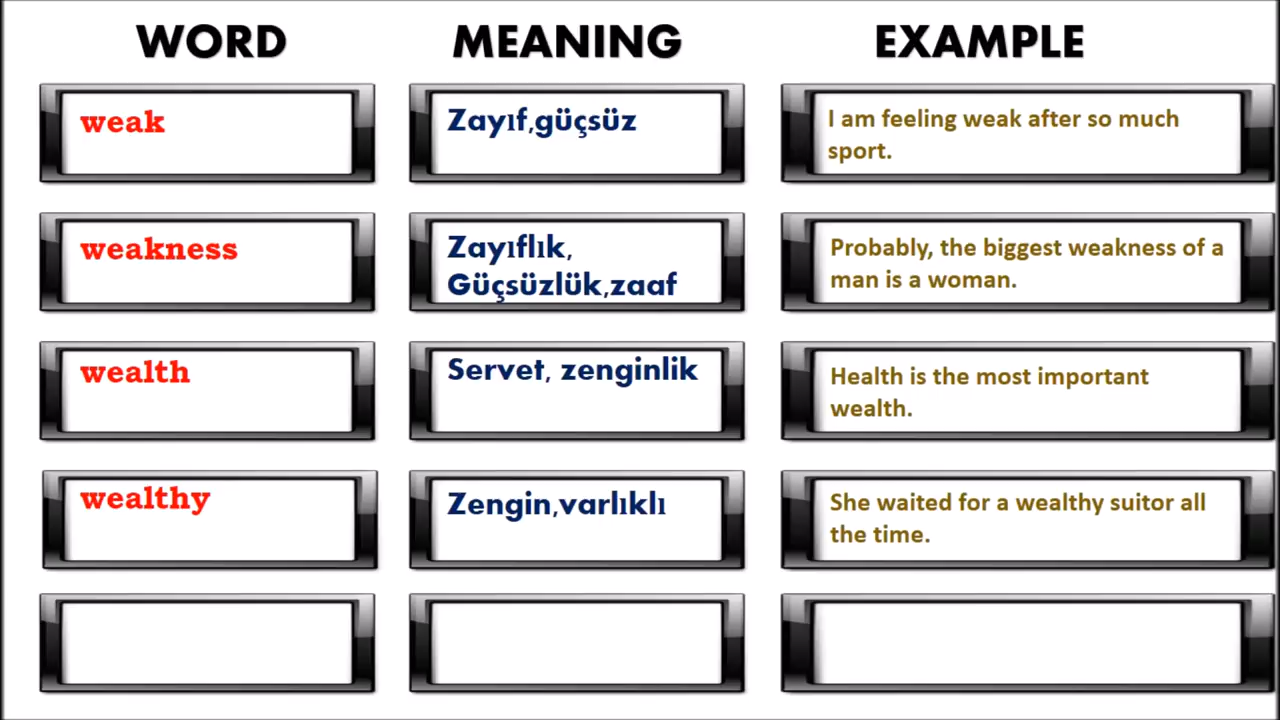 WORD MEANING EXAMPLE
weak
Zayıf,güçsüz
I am feeling weak after so much
sport.
weakness
Zayıflık,
Güçsüzlük,zaaf
Probably, the biggest weakness of a
man is a woman.
wealth
Servet, zenginlik
Health is the most important
wealth.
wealthy
Zengin,varlıklı
She waited for a wealthy suitor all
the time.